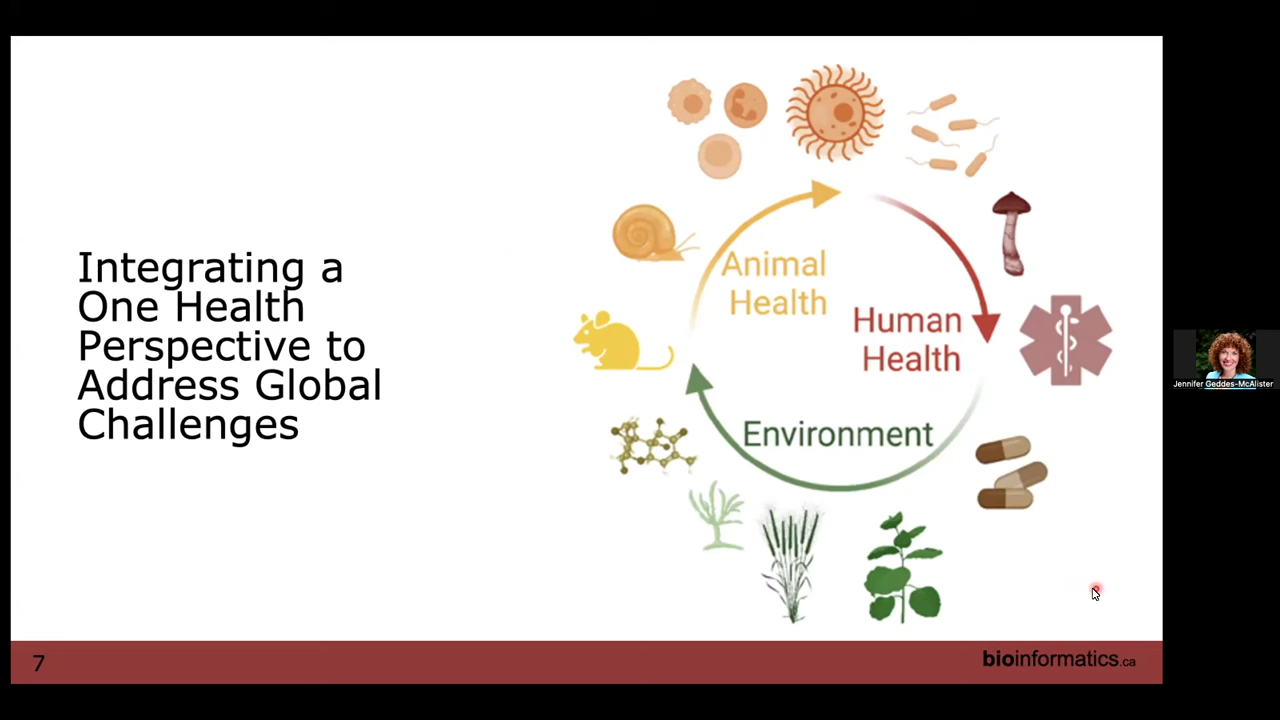 Integrating a
One Health
Perspective to
Address Global
Challenges
Animal
Health
Human
Health
Environment
Jennifer Geddes-McAlister
7
bioinformatics.ca